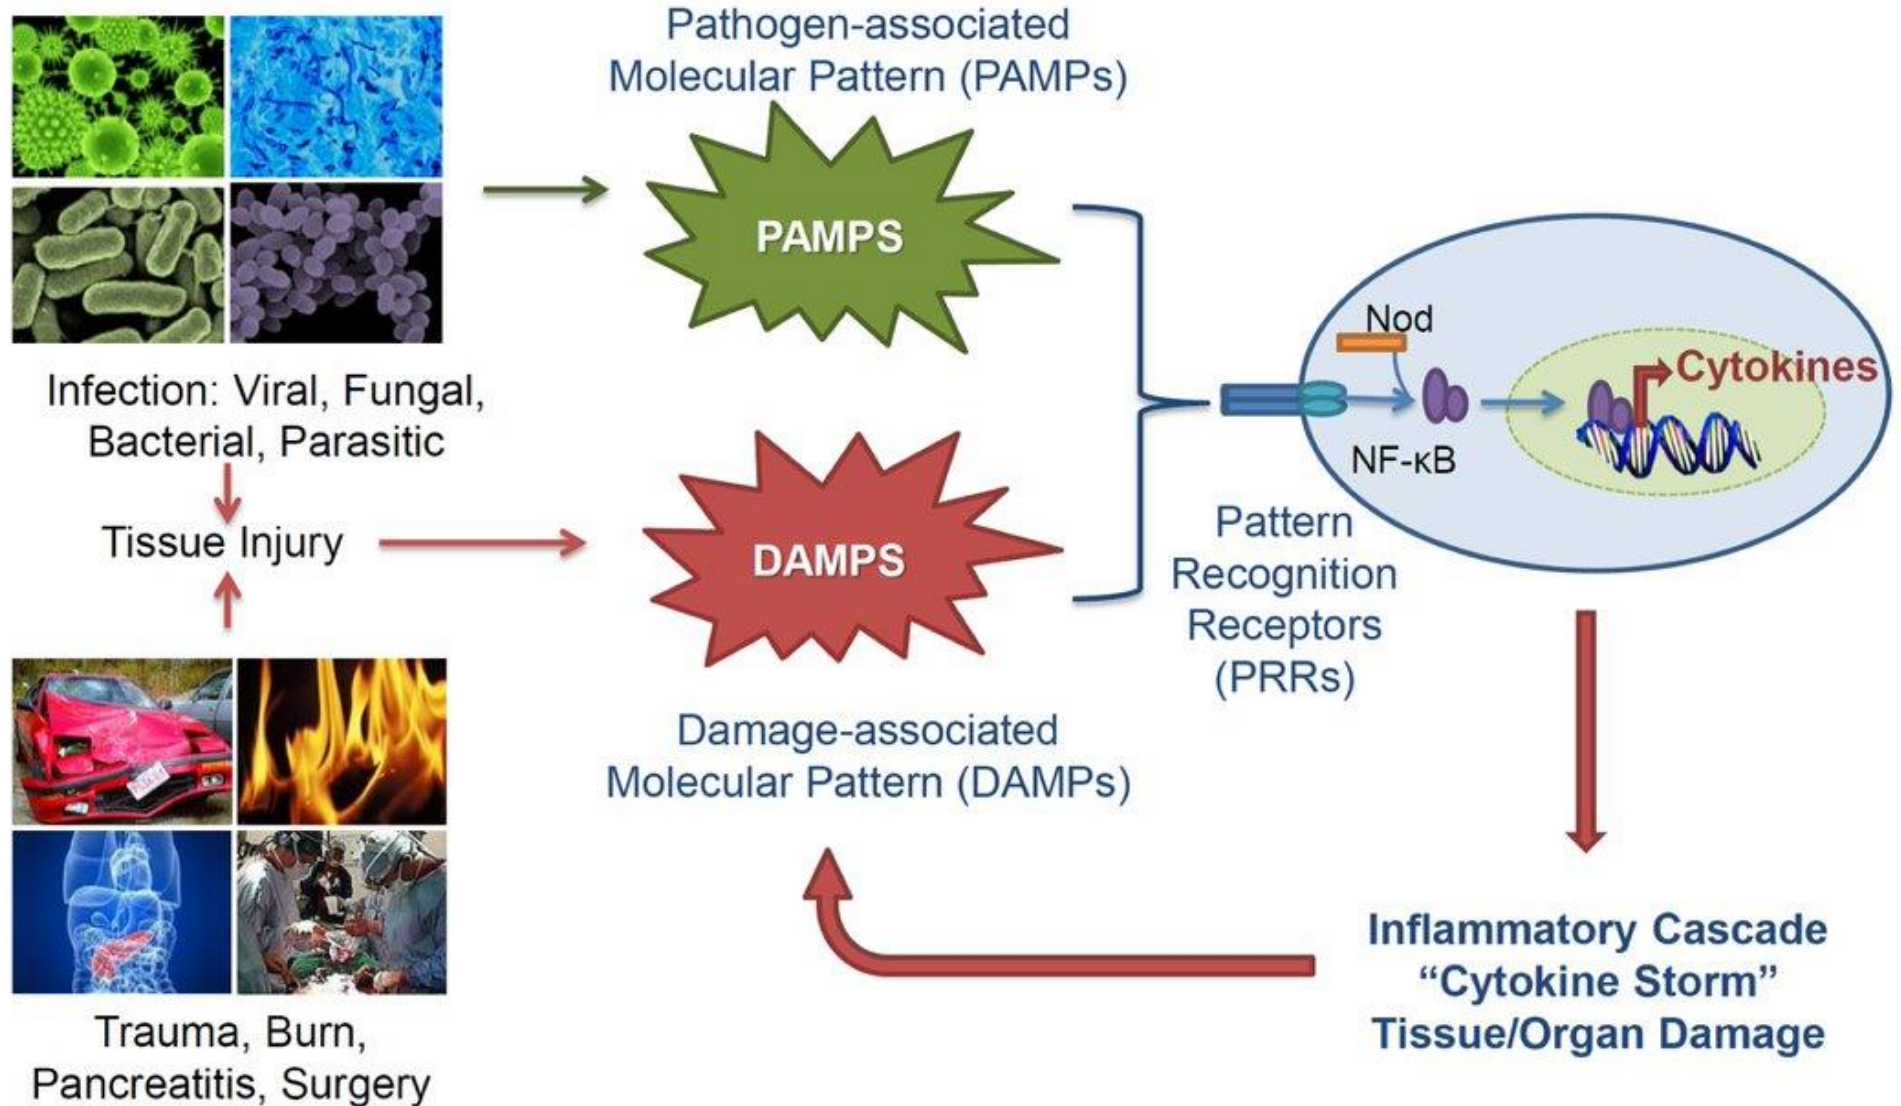 Pathogen-associated
Molecular Pattern (PAMPs)
PAMPS
Infection: Viral, Fungal,
Bacterial, Parasitic
Tissue Injury
DAMPS
Damage-associated
Molecular Pattern (DAMPs)
Trauma, Burn,
Pancreatitis, Surgery
Nod
Cytokines
NF-κB
Pattern
Recognition
Receptors
(PRRs)
Inflammatory Cascade
“Cytokine Storm”
Tissue/Organ Damage